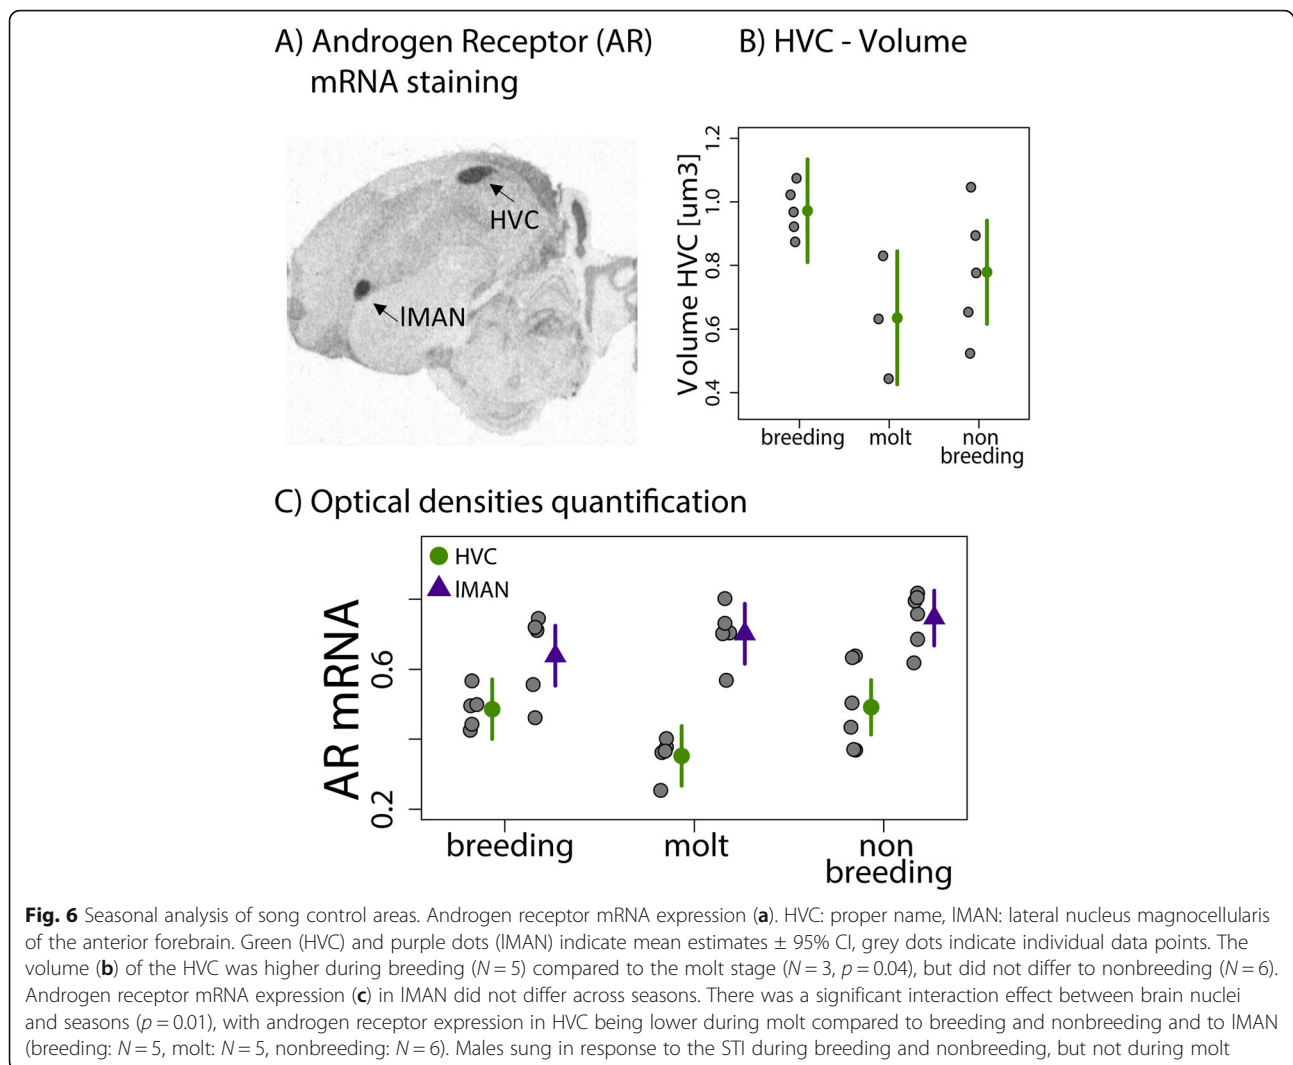 A) Androgen Receptor (AR)
mRNA staining
HVC
lMAN
B) HVC - Volume
Volume HVC [um3]
1.2
1.0
0.8
0.6
0.4
breeding
molt
non
breeding
C) Optical densities quantification
HVC
lMAN
AR mRNA
0.6
0.2
breeding
molt
non
breeding
Fig. 6 Seasonal analysis of song control areas. Androgen receptor mRNA expression (a). HVC: proper name, lMAN: lateral nucleus magnocellularis
of the anterior forebrain. Green (HVC) and purple dots (lMAN) indicate mean estimates ± 95% CI, grey dots indicate individual data points. The
volume (b) of the HVC was higher during breeding (N = 5) compared to the molt stage (N = 3, p = 0.04), but did not differ to nonbreeding (N = 6).
Androgen receptor mRNA expression (c) in lMAN did not differ across seasons. There was a significant interaction effect between brain nuclei
and seasons (p = 0.01), with androgen receptor expression in HVC being lower during molt compared to breeding and nonbreeding and to lMAN
(breeding: N = 5, molt: N = 5, nonbreeding: N = 6). Males sung in response to the STI during breeding and nonbreeding, but not during molt